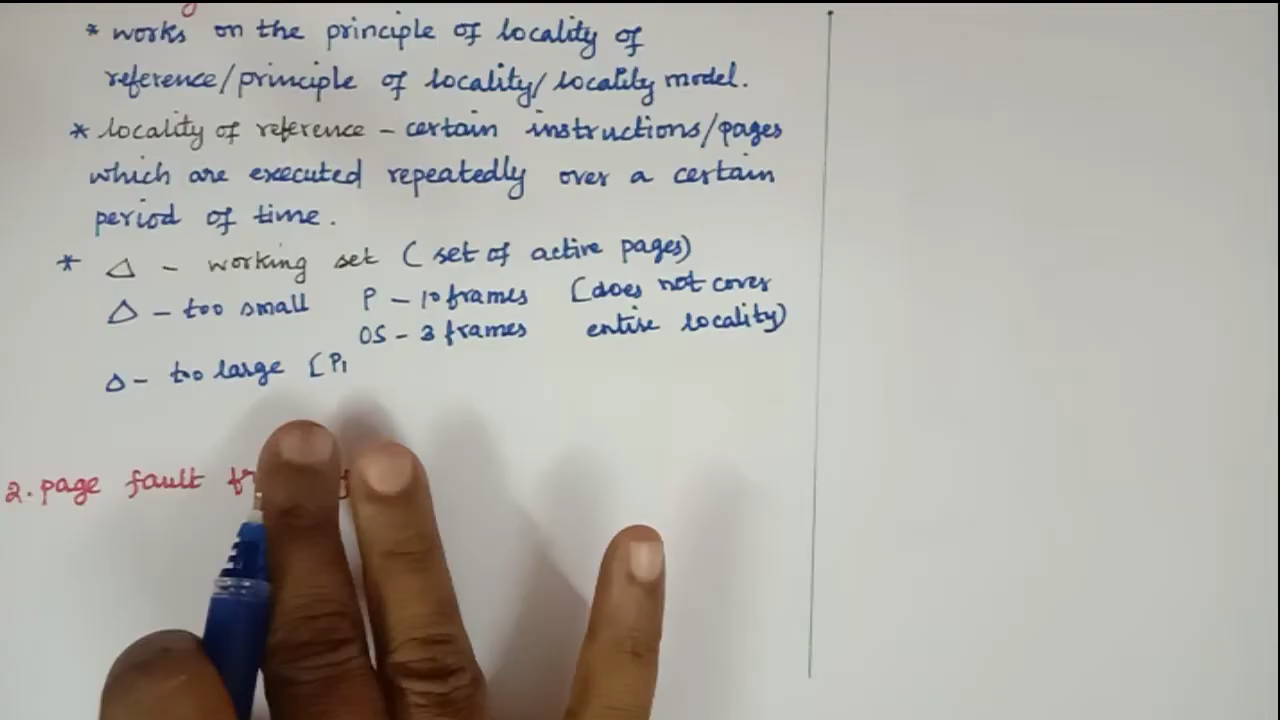 * works on the principle of locality of
reference/principle of locality/locality model.
* locality of reference - certain instructions/pages
which are executed repeatedly over a certain
period of time.
* Δ - working set (set of active pages)
Δ - too small P - 10 frames [does not cover
OS - 3 frames entire locality)
Δ - too large [P1
2. page fault